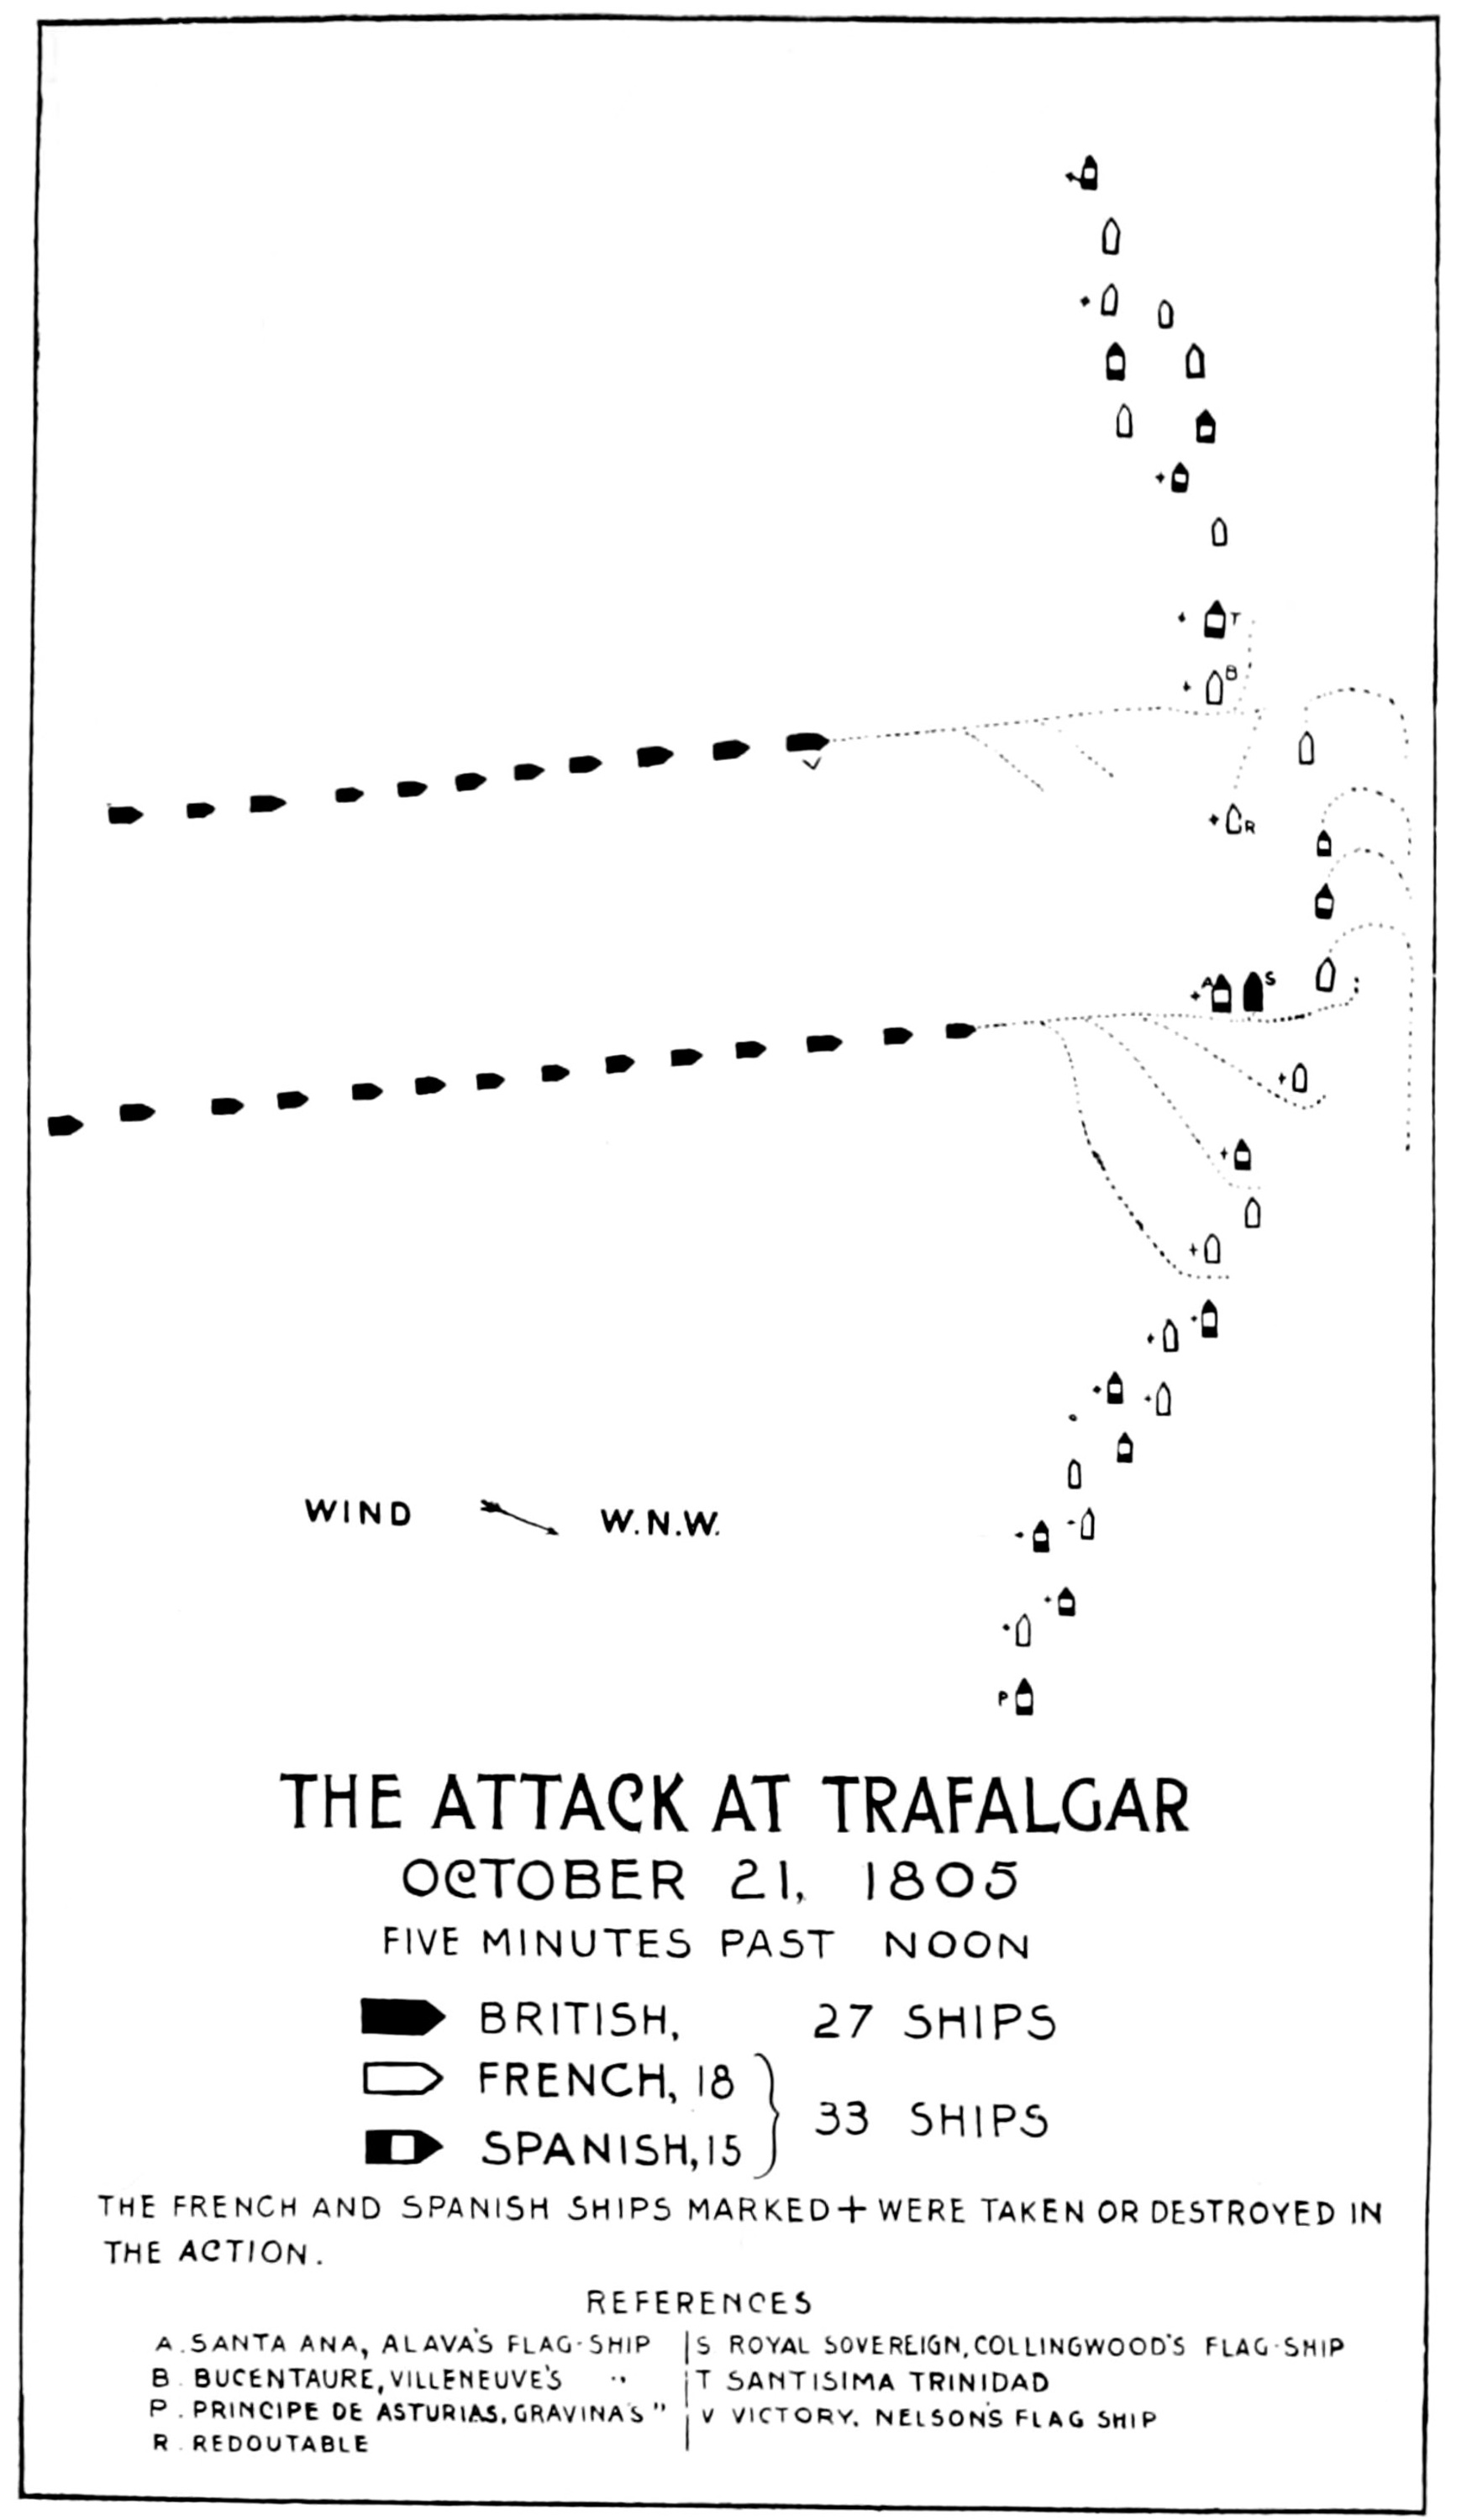 T
B
V
R
A
S
WIND W.N.W.
P
THE ATTACK AT TRAFALGAR
OCTOBER 21, 1805
FIVE MINUTES PAST NOON
BRITISH, 27 SHIPS
FRENCH, 18
33 SHIPS
SPANISH, 15
THE FRENCH AND SPANISH SHIPS MARKED + WERE TAKEN OR DESTROYED IN
THE ACTION.
REFERENCES
A. SANTA ANA, ALAVA'S FLAG-SHIP
B. BUCENTAURE, VILLENEUVE'S "
P. PRINCIPE DE ASTURIAS, GRAVINA'S "
R. REDOUTABLE
S ROYAL SOVEREIGN, COLLINGWOOD'S FLAG-SHIP
T SANTISIMA TRINIDAD
V VICTORY. NELSON'S FLAG SHIP